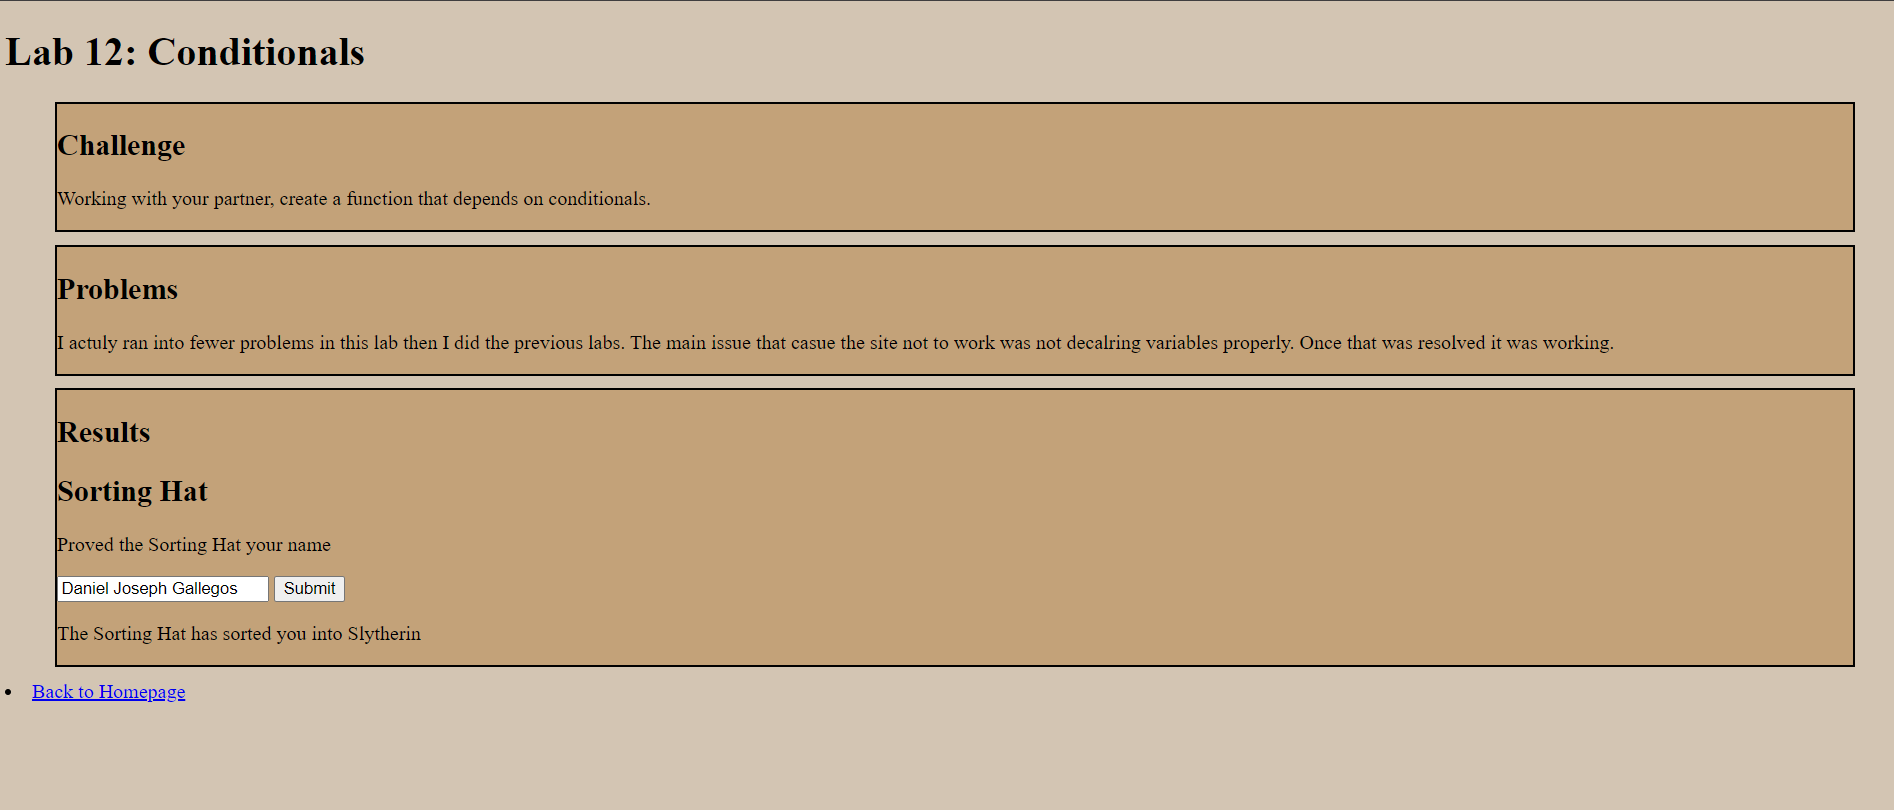 Lab 12: Conditionals
Challenge
Working with your partner, create a function that depends on conditionals.
Problems
I actuly ran into fewer problems in this lab then I did the previous labs. The main issue that casue the site not to work was not decalring variables properly. Once that was resolved it was working.
Results
Sorting Hat
Proved the Sorting Hat your name
Daniel Joseph Gallegos Submit
The Sorting Hat has sorted you into Slytherin
Back to Homepage